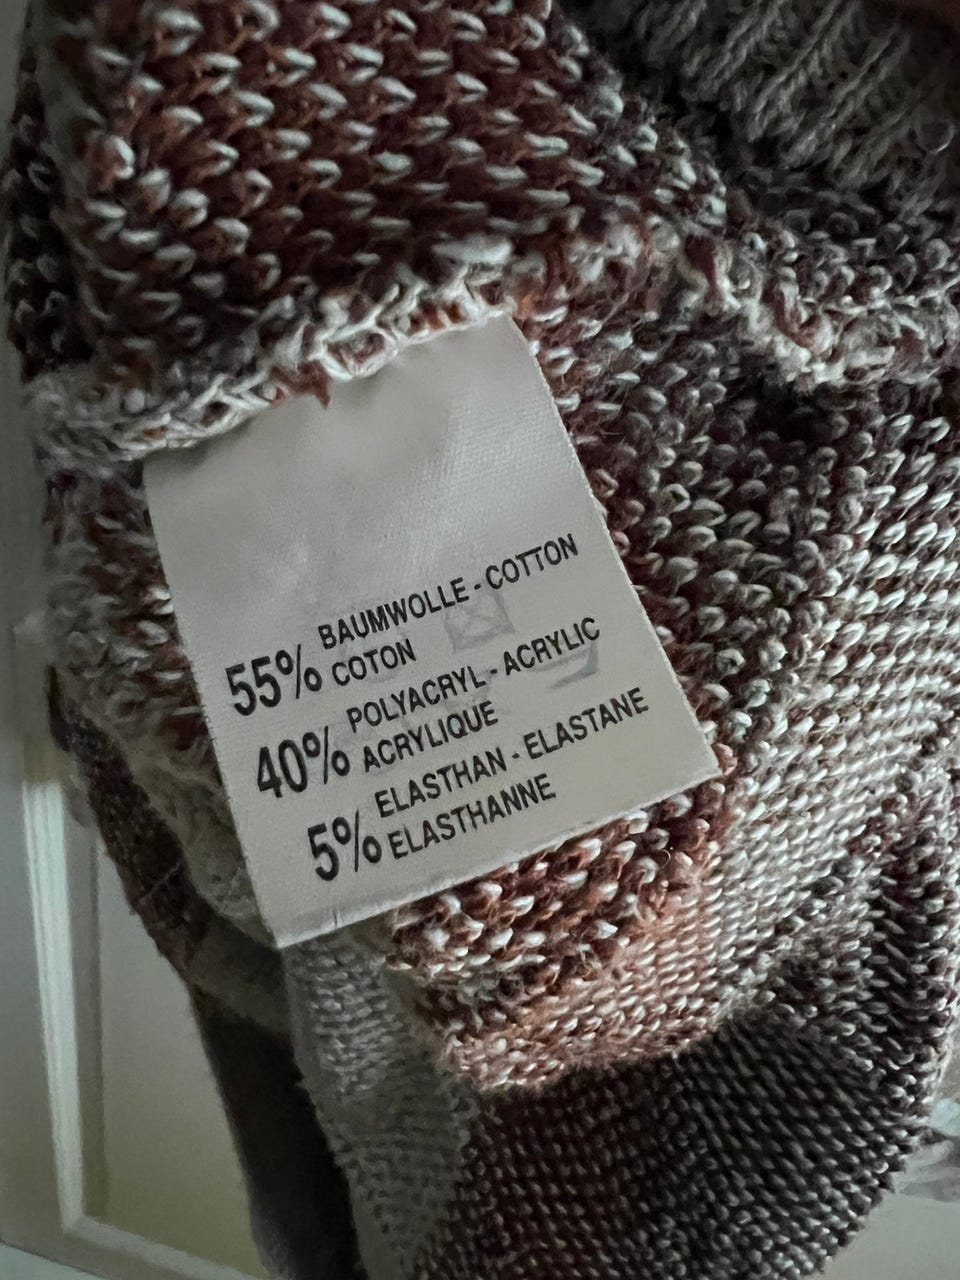 55% BAUMWOLLE - COTTON
COTON
40% POLYACRYL - ACRYLIC
ACRYLIQUE
5% ELASTHAN - ELASTANE
ELASTHANNE